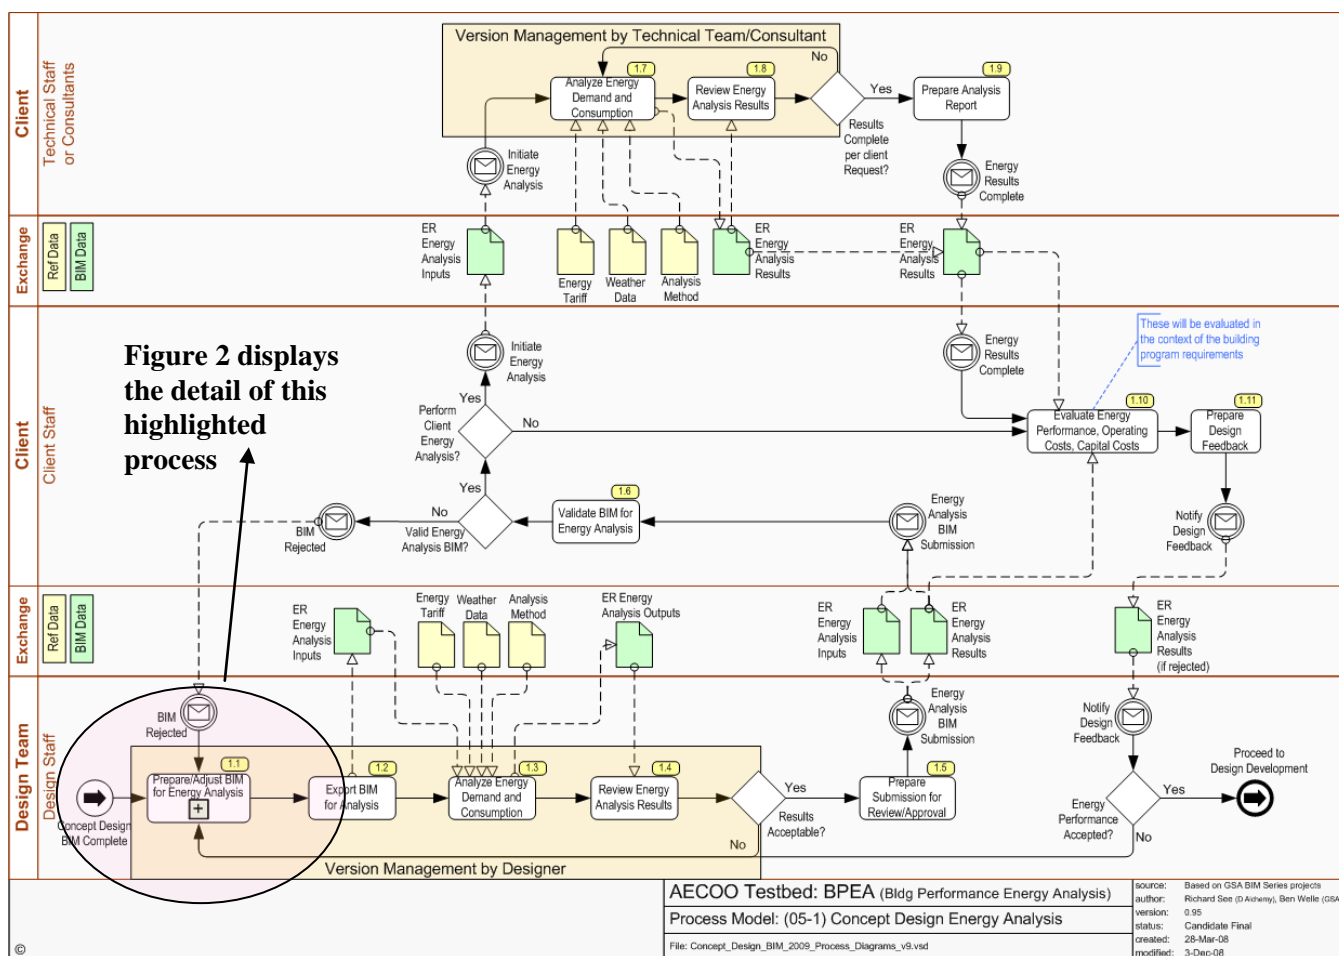 Client
Technical Staff
or Consultants
Version Management by Technical Team/Consultant
No
1.7
Analyze Energy
Demand and
Consumption
1.8
Review Energy
Analysis Results
Yes
1.9
Prepare Analysis
Report
Results
Complete
per client
Request?
Initiate
Energy
Analysis
Energy
Results
Complete
Exchange
Ref Data
BIM Data
ER
Energy
Analysis
Inputs
Energy
Tariff
Weather
Data
Analysis
Method
ER
Energy
Analysis
Results
ER
Energy
Analysis
Results
Client
Client Staff
Figure 2 displays
the detail of this
highlighted
process
Initiate
Energy
Analysis
Energy
Results
Complete
These will be evaluated in
the context of the building
program requirements
Yes
Perform
Client
Energy
Analysis?
No
1.10
Evaluate Energy
Performance, Operating
Costs, Capital Costs
1.11
Prepare
Design
Feedback
Yes
No
Valid Energy
Analysis BIM?
BIM
Rejected
1.6
Validate BIM for
Energy Analysis
Energy
Analysis
BIM
Submission
Notify
Design
Feedback
Exchange
Ref Data
BIM Data
ER
Energy
Analysis
Inputs
Energy
Tariff
Weather
Data
Analysis
Method
ER Energy
Analysis Outputs
ER
Energy
Analysis
Inputs
ER
Energy
Analysis
Results
ER
Energy
Analysis
Results
(if rejected)
Design Team
Design Staff
BIM
Rejected
Energy
Analysis
BIM
Submission
Notify
Design
Feedback
Concept Design
BIM Complete
1.1
Prepare/Adjust BIM
for Energy Analysis
1.2
Export BIM
for Analysis
1.3
Analyze Energy
Demand and
Consumption
1.4
Review Energy
Analysis Results
Yes
Results
Acceptable?
No
1.5
Prepare
Submission for
Review/Approval
Energy
Performance
Accepted?
Yes
No
Proceed to
Design Development
Version Management by Designer
AECOO Testbed: BPEA (Bldg Performance Energy Analysis)
Process Model: (05-1) Concept Design Energy Analysis
File: Concept_Design_BIM_2009_Process_Diagrams_v9.vsd
source: Based on GSA BIM Series projects
author: Richard See (D Alchemy), Ben Welle (GSA
version: 0.95
status: Candidate Final
created: 28-Mar-08
modified: 3-Dec-08
©